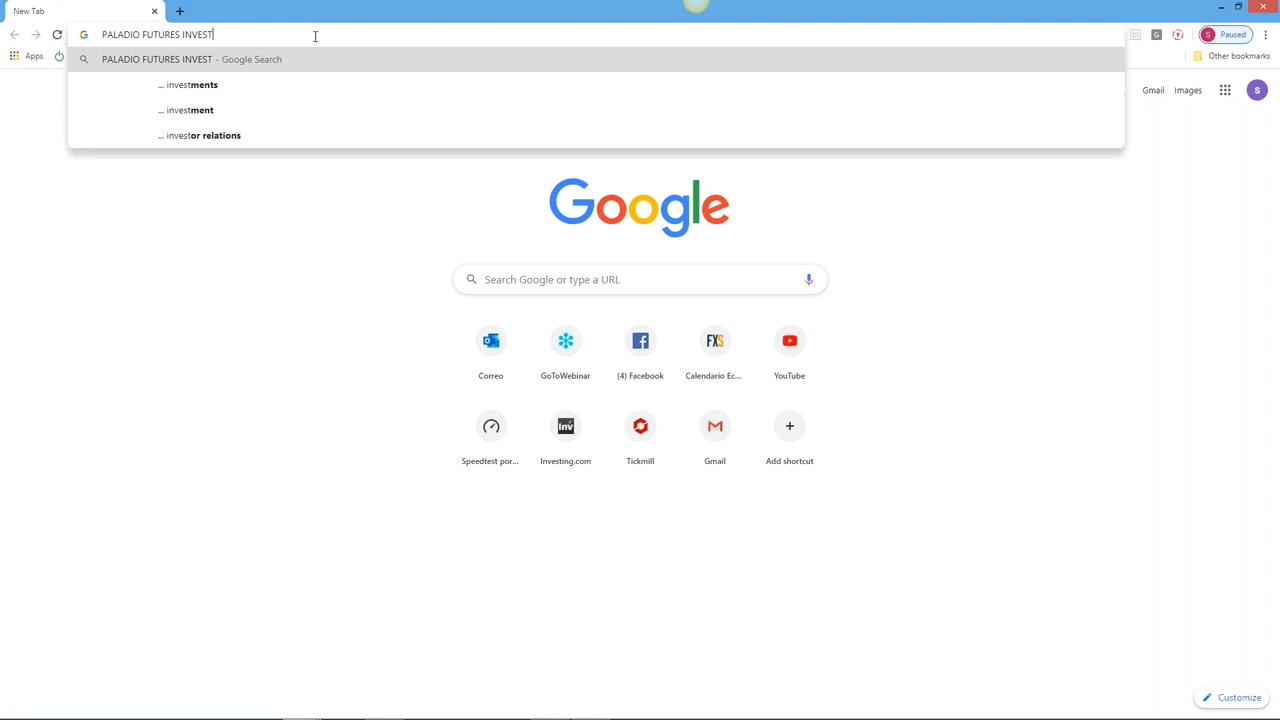 New Tab
PALADIO FUTURES INVEST
Paused
PALADIO FUTURES INVEST - Google Search
... investments
... investment
... investor relations
Apps
Other bookmarks
Gmail
Images
S
S
Google
Search Google or type a URL
FXS
Correo
GoToWebinar
(4) Facebook
Calendario Ec...
YouTube
Inv
Speedtest por...
Investing.com
Tickmill
Gmail
Add shortcut
Customize